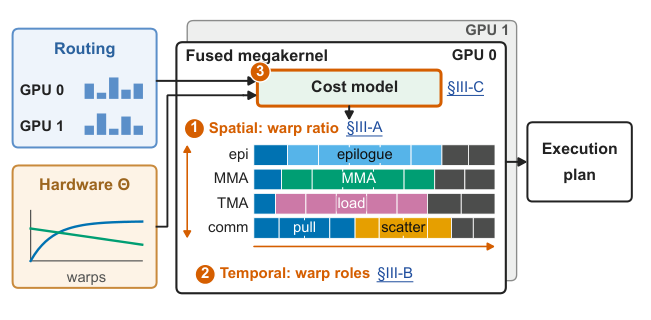 GPU 1
Routing
GPU 0
GPU 1
Hardware Θ
warps
Fused megakernel GPU 0
3
Cost model §III-C
1 Spatial: warp ratio §III-A
epi epilogue
MMA MMA
TMA load
comm pull scatter
2 Temporal: warp roles §III-B
Execution
plan